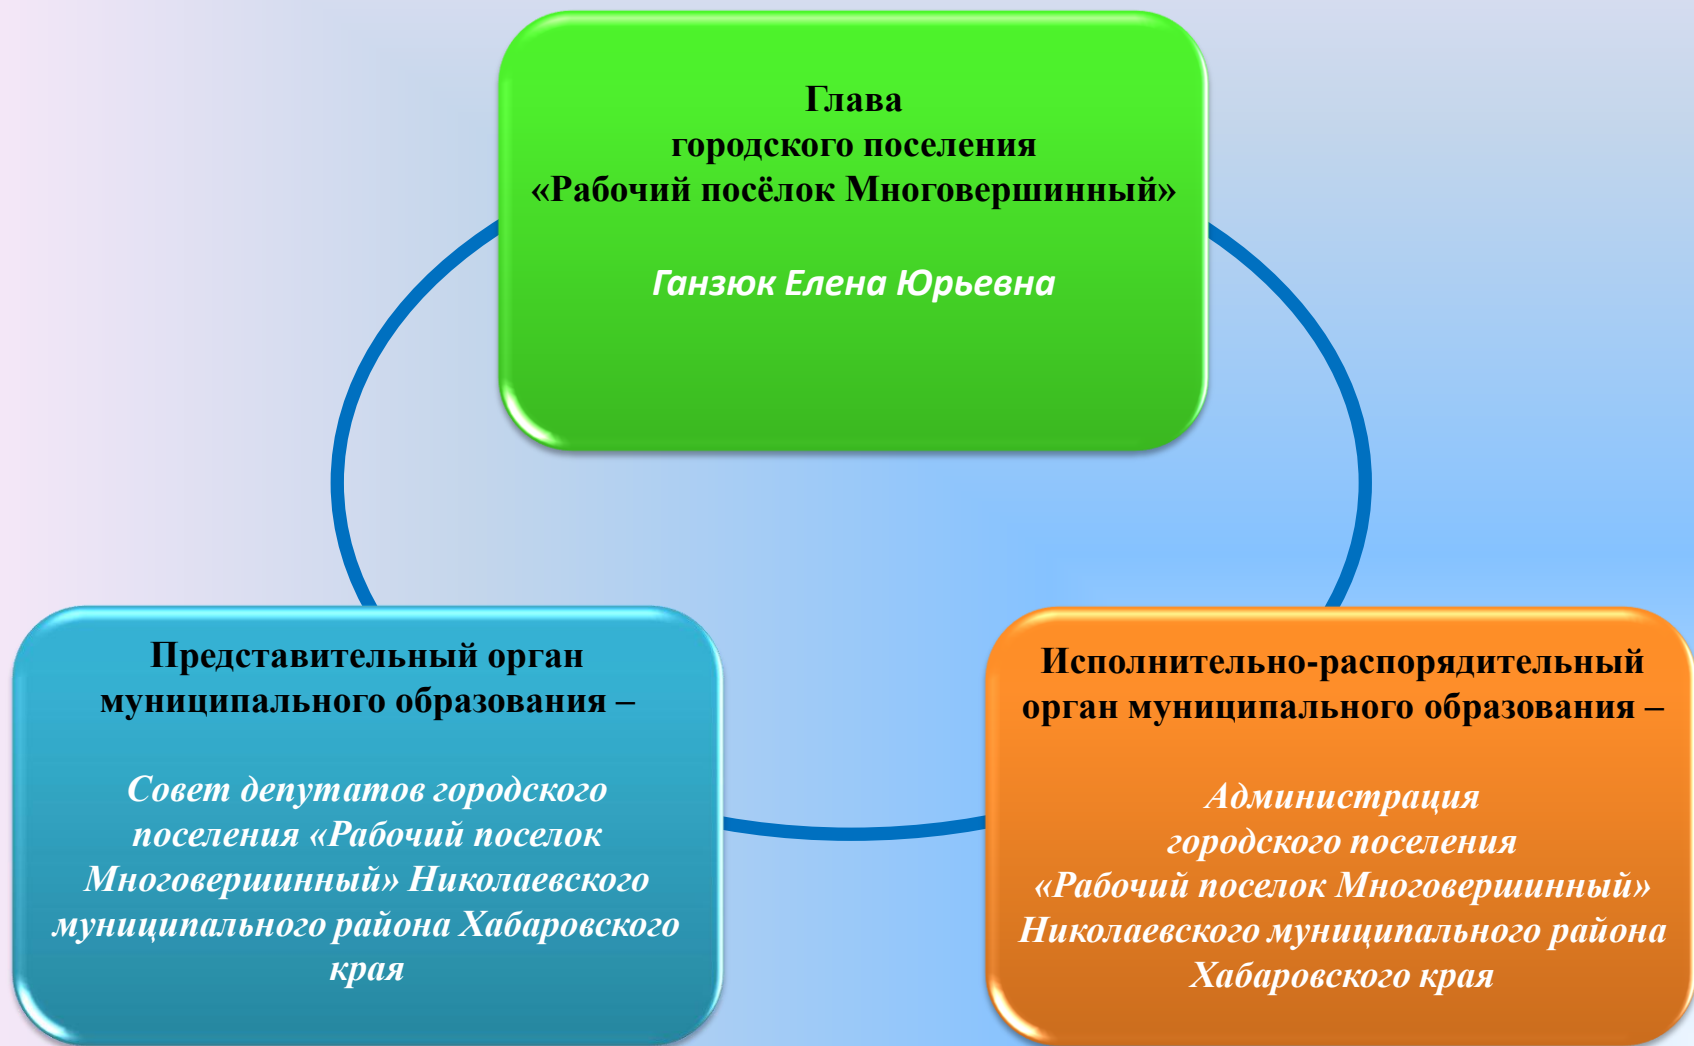 Глава
городского поселения
«Рабочий посёлок Многовершинный»
Ганзюк Елена Юрьевна
Представительный орган
муниципального образования –
Совет депутатов городского
поселения «Рабочий поселок
Многовершинный» Николаевского
муниципального района Хабаровского
края
Исполнительно-распорядительный
орган муниципального образования –
Администрация
городского поселения
«Рабочий поселок Многовершинный»
Николаевского муниципального района
Хабаровского края